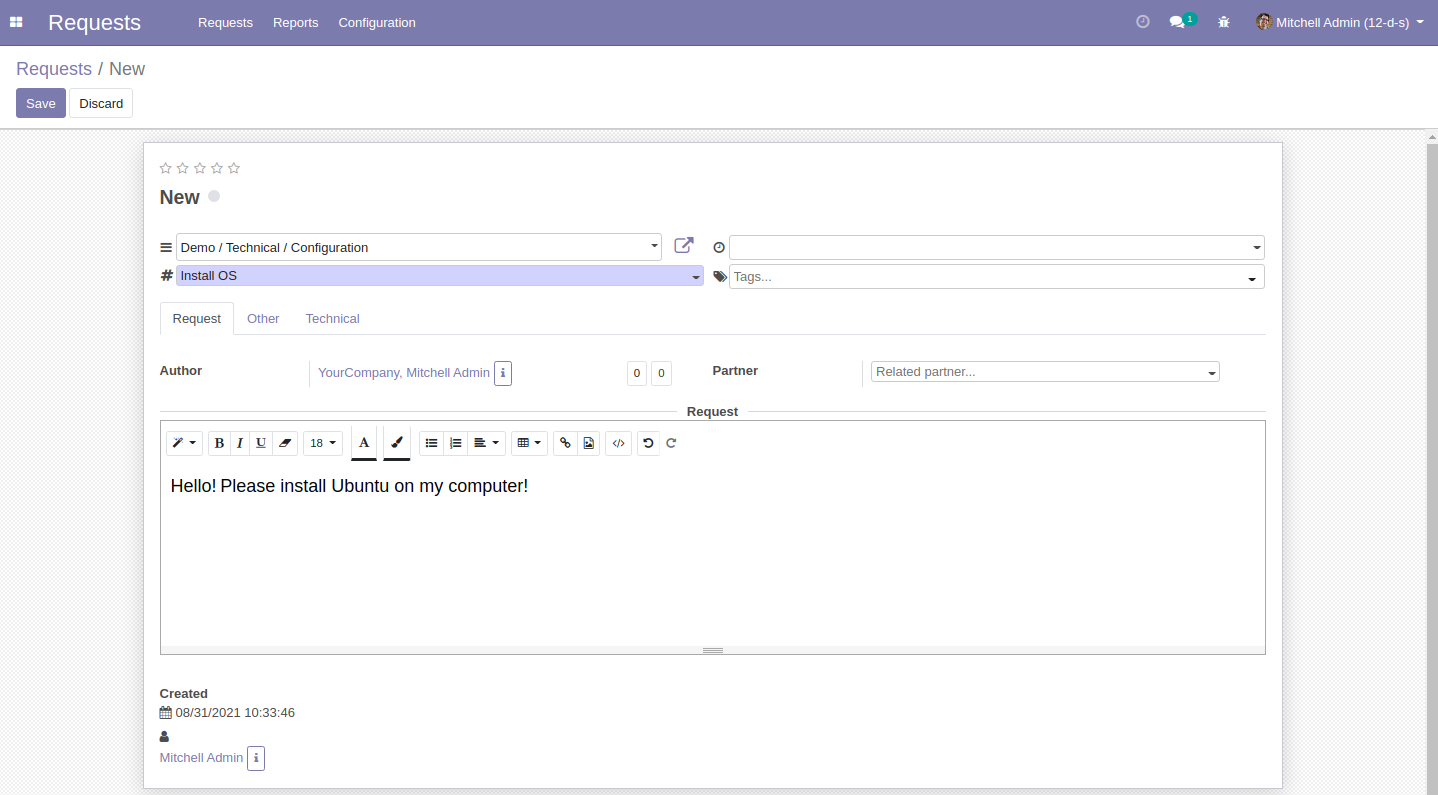 Requests Requests Reports Configuration 1 Mitchell Admin (12-d-s)
Requests / New
Save Discard
New
Demo / Technical / Configuration
# Install OS Tags...
Request Other Technical
Author YourCompany, Mitchell Admin i 0 0 Partner Related partner...
Request
B I U 18 A </>
Hello! Please install Ubuntu on my computer!
Created
08/31/2021 10:33:46
Mitchell Admin i